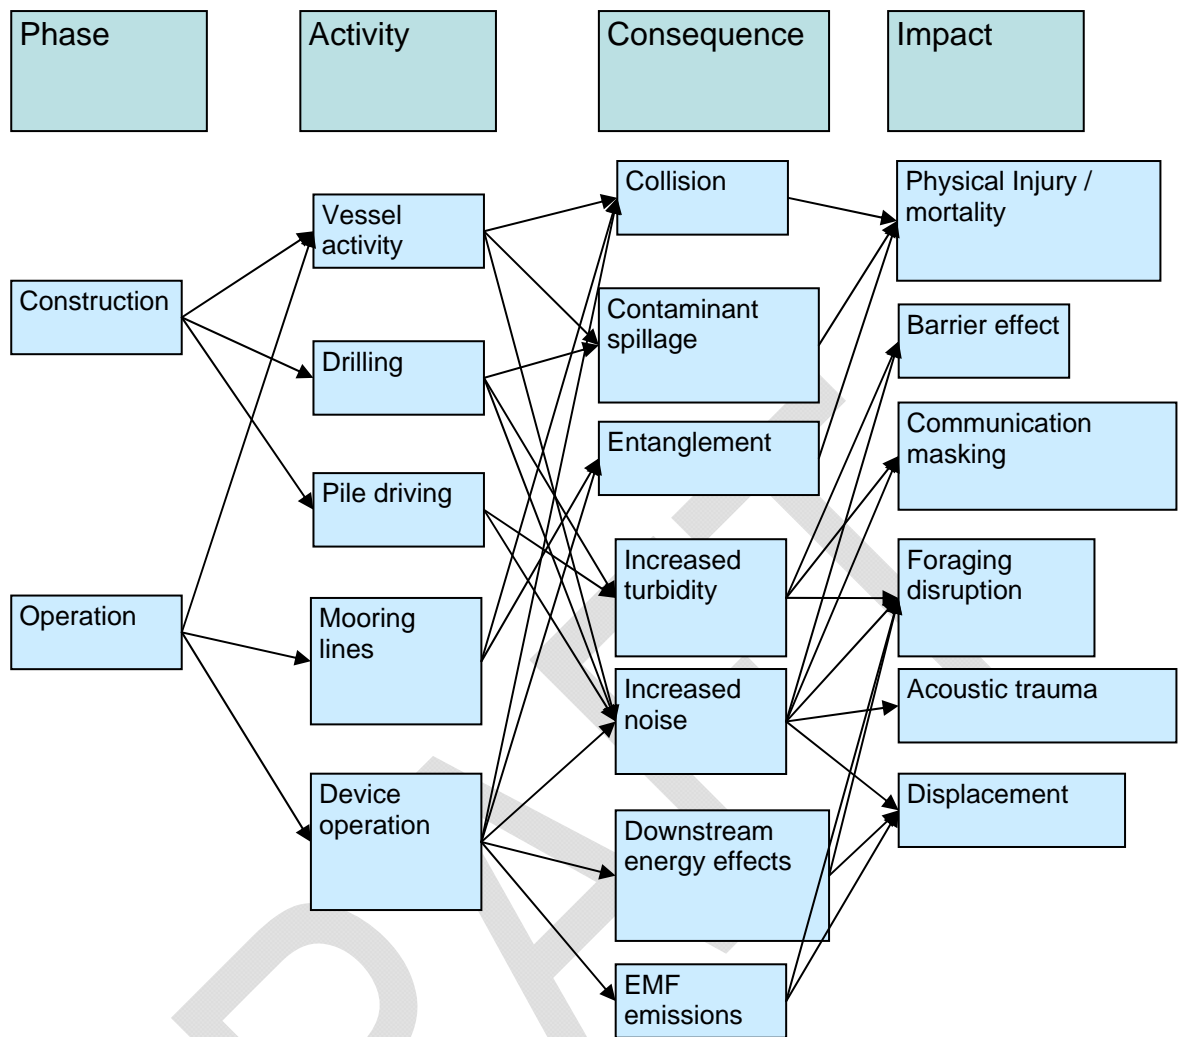 Phase
Activity
Consequence
Impact
Construction
Operation
Vessel
activity
Drilling
Pile driving
Mooring
lines
Device
operation
Collision
Contaminant
spillage
Entanglement
Increased
turbidity
Increased
noise
Downstream
energy effects
EMF
emissions
Physical Injury /
mortality
Barrier effect
Communication
masking
Foraging
disruption
Acoustic trauma
Displacement
DRAFT